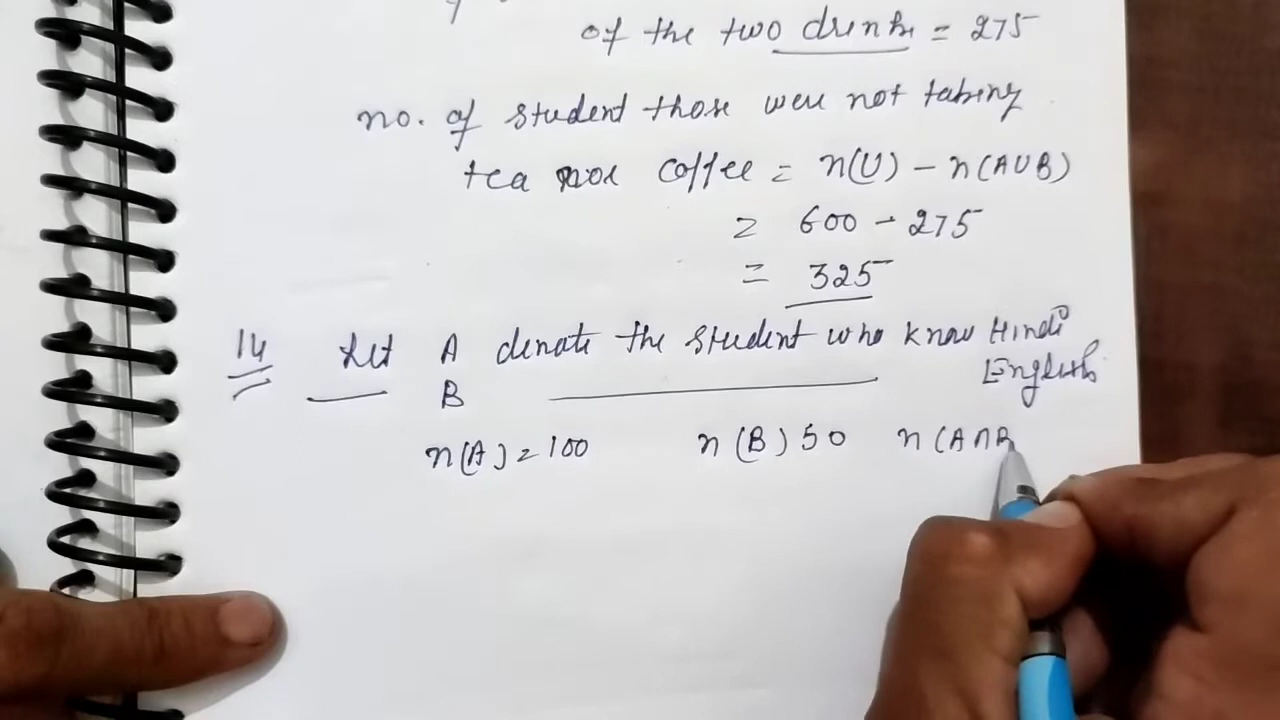 of the two drink = 275
no. of student those were not taking
tea nor coffee = n(U) - n(A∪B)
= 600 - 275
= 325
14 Let A denote the student who know Hindi
B ——— English
n(A) = 100 n(B) 50 n(A∩B